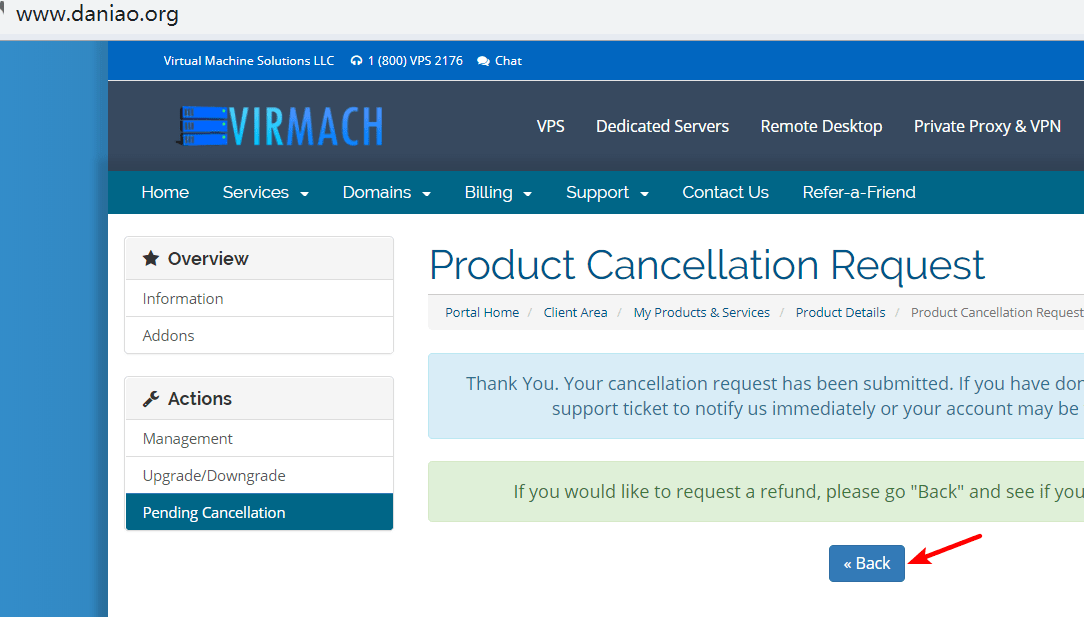 www.daniao.org
Virtual Machine Solutions LLC 1 (800) VPS 2176 Chat
VIRMACH
VPS Dedicated Servers Remote Desktop Private Proxy & VPN
Home Services Domains Billing Support Contact Us Refer-a-Friend
Overview
Information
Addons
Actions
Management
Upgrade/Downgrade
Pending Cancellation
Product Cancellation Request
Portal Home / Client Area / My Products & Services / Product Details / Product Cancellation Request
Thank You. Your cancellation request has been submitted. If you have don
support ticket to notify us immediately or your account may be
If you would like to request a refund, please go "Back" and see if you
« Back